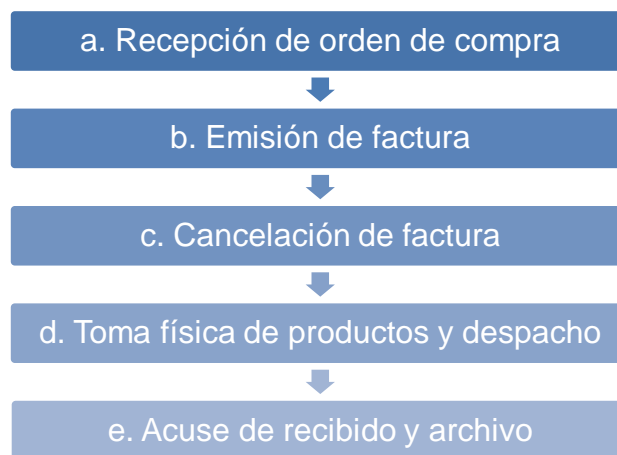 a. Recepción de orden de compra
b. Emisión de factura
c. Cancelación de factura
d. Toma física de productos y despacho
e. Acuse de recibido y archivo